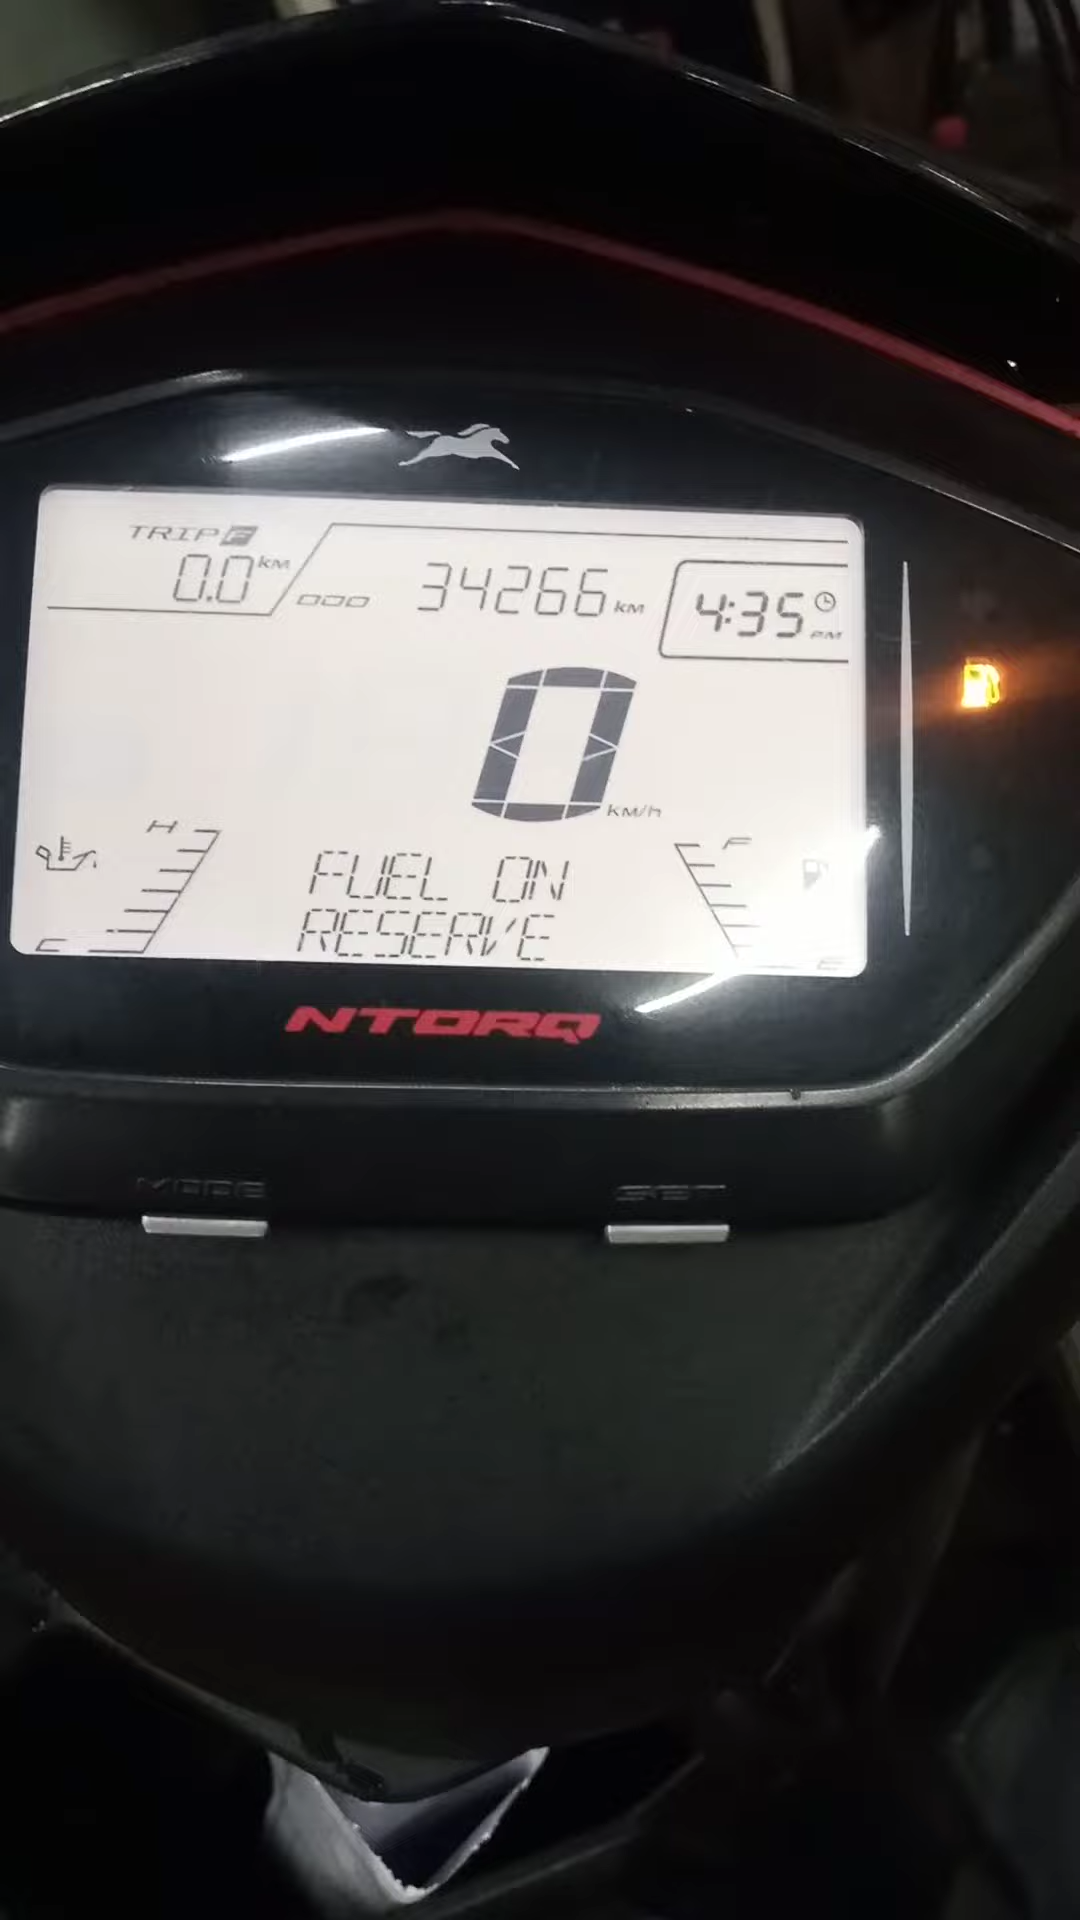 TRIP F
0.0 km
34266 km
4:35 PM
0 km/h
H
F
FUEL ON
RESERVE
C
E
NTORQ
MODE
SET